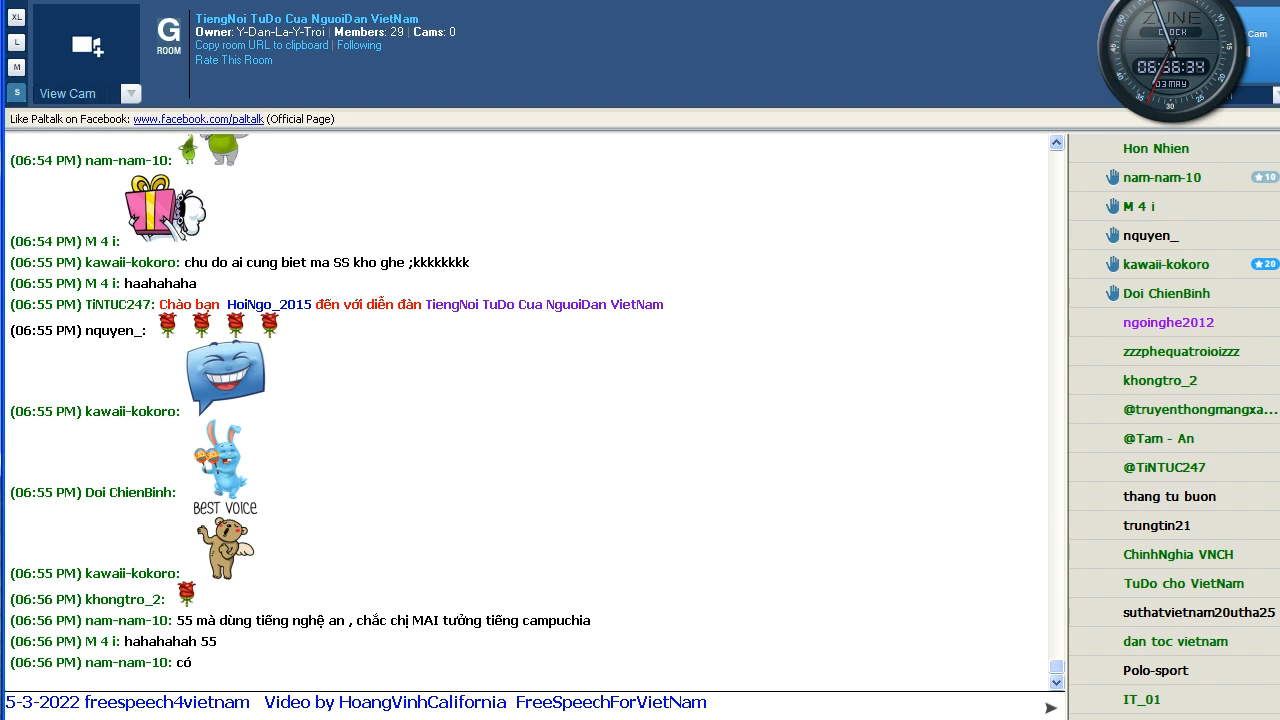 XL
L
M
S
View Cam
G
ROOM
TiengNoi TuDo Cua NguoiDan VietNam
Owner: Y-Dan-La-Y-Troi | Members: 29 | Cams: 0
Copy room URL to clipboard | Following
Rate This Room
ZUNE
CLOCK
06:56:34
03 MAY
Cam
Like Paltalk on Facebook: www.facebook.com/paltalk (Official Page)
(06:54 PM) nam-nam-10:
(06:54 PM) M 4 i:
(06:55 PM) kawaii-kokoro: chu do ai cung biet ma SS kho ghe ;kkkkkkkk
(06:55 PM) M 4 i: haahahaha
(06:55 PM) TiNTUC247: Chào bạn HoiNgo_2015 đến với diễn đàn TiengNoi TuDo Cua NguoiDan VietNam
(06:55 PM) nquyen_:
(06:55 PM) kawaii-kokoro:
(06:55 PM) Doi ChienBinh:
BEST VOICE
(06:55 PM) kawaii-kokoro:
(06:56 PM) khongtro_2:
(06:56 PM) nam-nam-10: 55 mà dùng tiếng nghệ an , chắc chị MAI tưởng tiếng campuchia
(06:56 PM) M 4 i: hahahahah 55
(06:56 PM) nam-nam-10: có
5-3-2022 freespeech4vietnam Video by HoangVinhCalifornia FreeSpeechForVietNam
Hon Nhien
nam-nam-10 10
M 4 i
nquyen_
kawaii-kokoro 20
Doi ChienBinh
ngoinghe2012
zzzphequatroioizzz
khongtro_2
@truyenthongmangxa...
@Tam - An
@TiNTUC247
thang tu buon
trungtin21
ChinhNghia VNCH
TuDo cho VietNam
suthatvietnam20utha25
dan toc vietnam
Polo-sport
IT_01